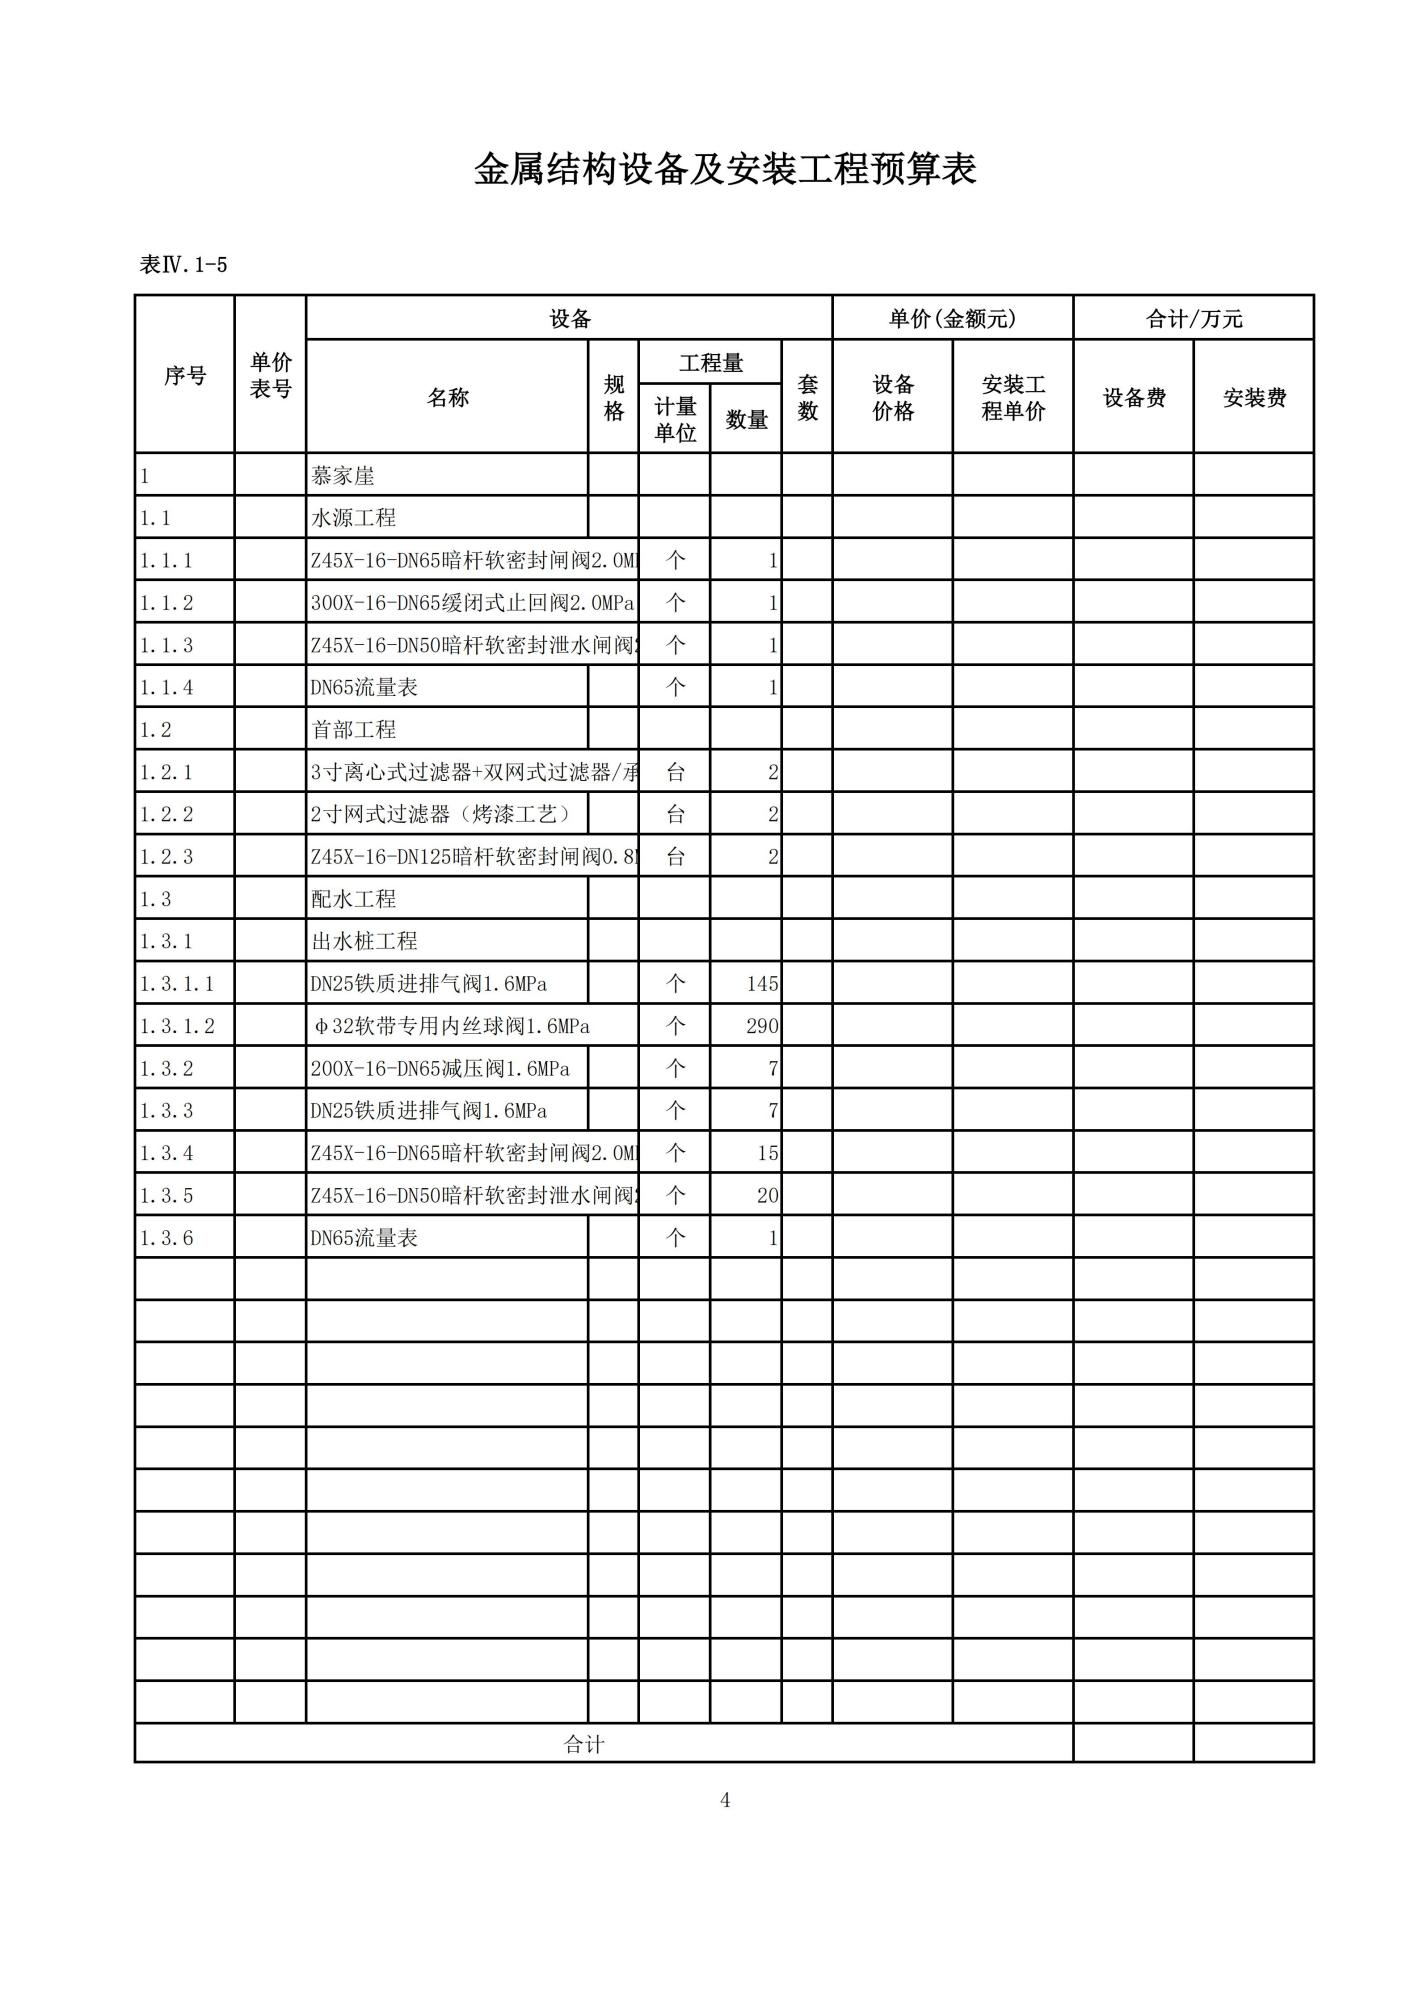 金属结构设备及安装工程预算表
表Ⅳ.1-5
序号 单价表号 设备 单价(金额元) 合计/万元
名称 规格 工程量 套数 设备价格 安装工程单价 设备费 安装费
计量单位 数量
1 慕家崖
1.1 水源工程
1.1.1 Z45X-16-DN65暗杆软密封闸阀2.0M 个 1
1.1.2 300X-16-DN65缓闭式止回阀2.0MPa 个 1
1.1.3 Z45X-16-DN50暗杆软密封泄水闸阀 个 1
1.1.4 DN65流量表 个 1
1.2 首部工程
1.2.1 3寸离心式过滤器+双网式过滤器/承 台 2
1.2.2 2寸网式过滤器（烤漆工艺） 台 2
1.2.3 Z45X-16-DN125暗杆软密封闸阀0.8 台 2
1.3 配水工程
1.3.1 出水桩工程
1.3.1.1 DN25铁质进排气阀1.6MPa 个 145
1.3.1.2 φ32软带专用内丝球阀1.6MPa 个 290
1.3.2 200X-16-DN65减压阀1.6MPa 个 7
1.3.3 DN25铁质进排气阀1.6MPa 个 7
1.3.4 Z45X-16-DN65暗杆软密封闸阀2.0M 个 15
1.3.5 Z45X-16-DN50暗杆软密封泄水闸阀 个 20
1.3.6 DN65流量表 个 1
合计
4